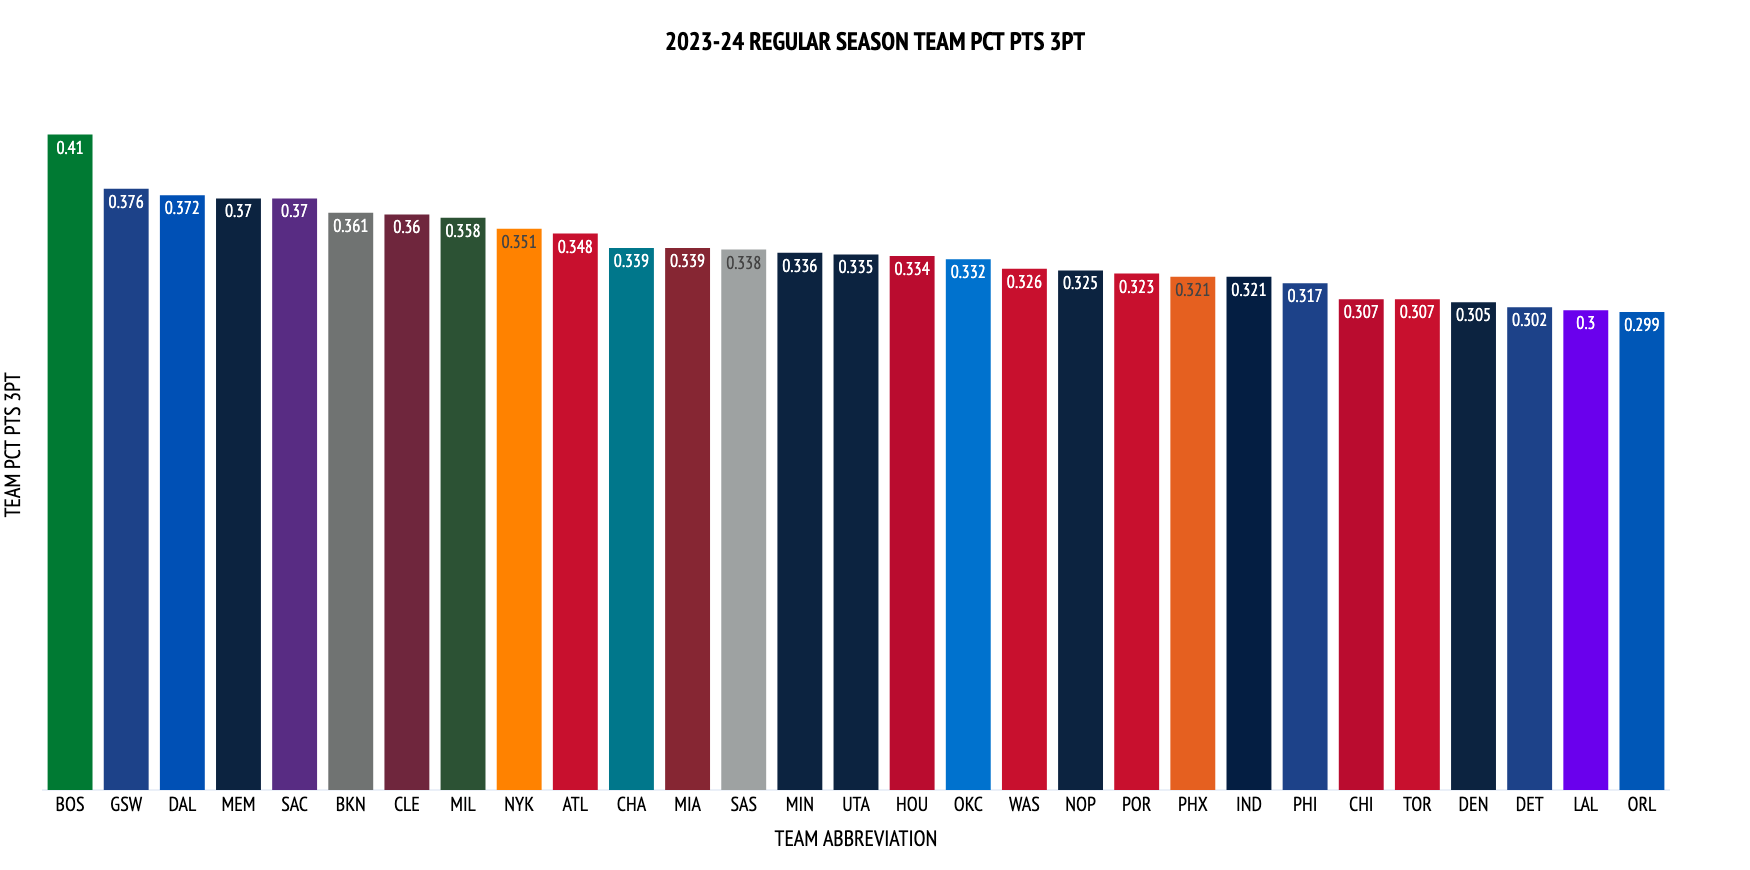 2023-24 REGULAR SEASON TEAM PCT PTS 3PT
TEAM PCT PTS 3PT
0.41 0.376 0.372 0.37 0.37 0.361 0.36 0.358 0.351 0.348 0.339 0.339 0.338 0.336 0.335 0.334 0.332 0.326 0.325 0.323 0.321 0.321 0.317 0.307 0.307 0.305 0.302 0.3 0.299
BOS GSW DAL MEM SAC BKN CLE MIL NYK ATL CHA MIA SAS MIN UTA HOU OKC WAS NOP POR PHX IND PHI CHI TOR DEN DET LAL ORL
TEAM ABBREVIATION